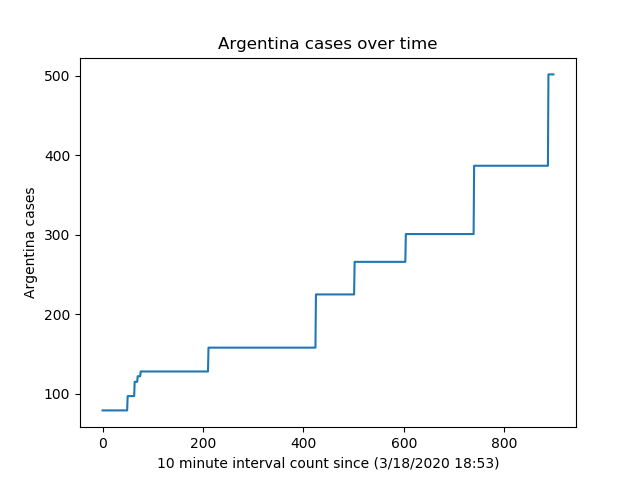 Argentina cases over time
500
400
300
200
100
Argentina cases
0 200 400 600 800
10 minute interval count since (3/18/2020 18:53)